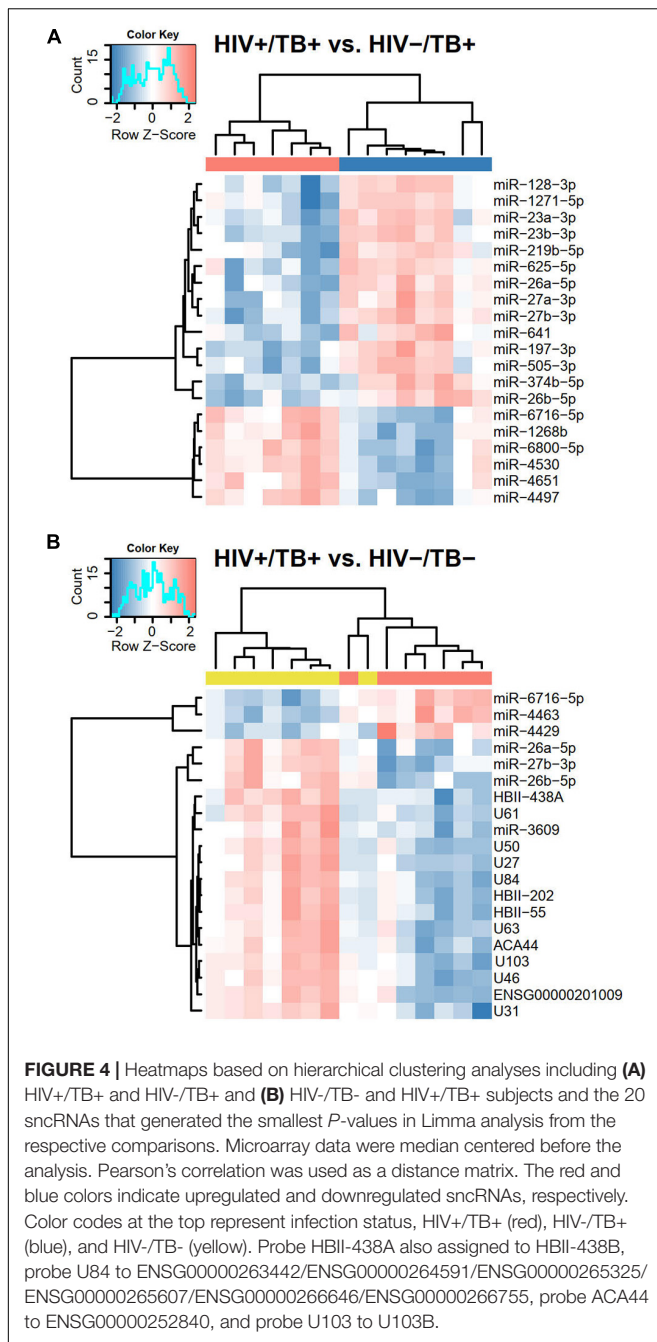 A
Color Key
HIV+/TB+ vs. HIV−/TB+
Count
0 15
−2 0 2
Row Z−Score
miR−128−3p
miR−1271−5p
miR−23a−3p
miR−23b−3p
miR−219b−5p
miR−625−5p
miR−26a−5p
miR−27a−3p
miR−27b−3p
miR−641
miR−197−3p
miR−505−3p
miR−374b−5p
miR−26b−5p
miR−6716−5p
miR−1268b
miR−6800−5p
miR−4530
miR−4651
miR−4497
B
Color Key
HIV+/TB+ vs. HIV−/TB−
Count
0 15
−2 0 2
Row Z−Score
miR−6716−5p
miR−4463
miR−4429
miR−26a−5p
miR−27b−3p
miR−26b−5p
HBII−438A
U61
miR−3609
U50
U27
U84
HBII−202
HBII−55
U63
ACA44
U103
U46
ENSG00000201009
U31
FIGURE 4 | Heatmaps based on hierarchical clustering analyses including (A)
HIV+/TB+ and HIV-/TB+ and (B) HIV-/TB- and HIV+/TB+ subjects and the 20
sncRNAs that generated the smallest P-values in Limma analysis from the
respective comparisons. Microarray data were median centered before the
analysis. Pearson's correlation was used as a distance matrix. The red and
blue colors indicate upregulated and downregulated sncRNAs, respectively.
Color codes at the top represent infection status, HIV+/TB+ (red), HIV-/TB+
(blue), and HIV-/TB- (yellow). Probe HBII-438A also assigned to HBII-438B,
probe U84 to ENSG00000263442/ENSG00000264591/ENSG00000265325/
ENSG00000265607/ENSG00000266646/ENSG00000266755, probe ACA44
to ENSG00000252840, and probe U103 to U103B.